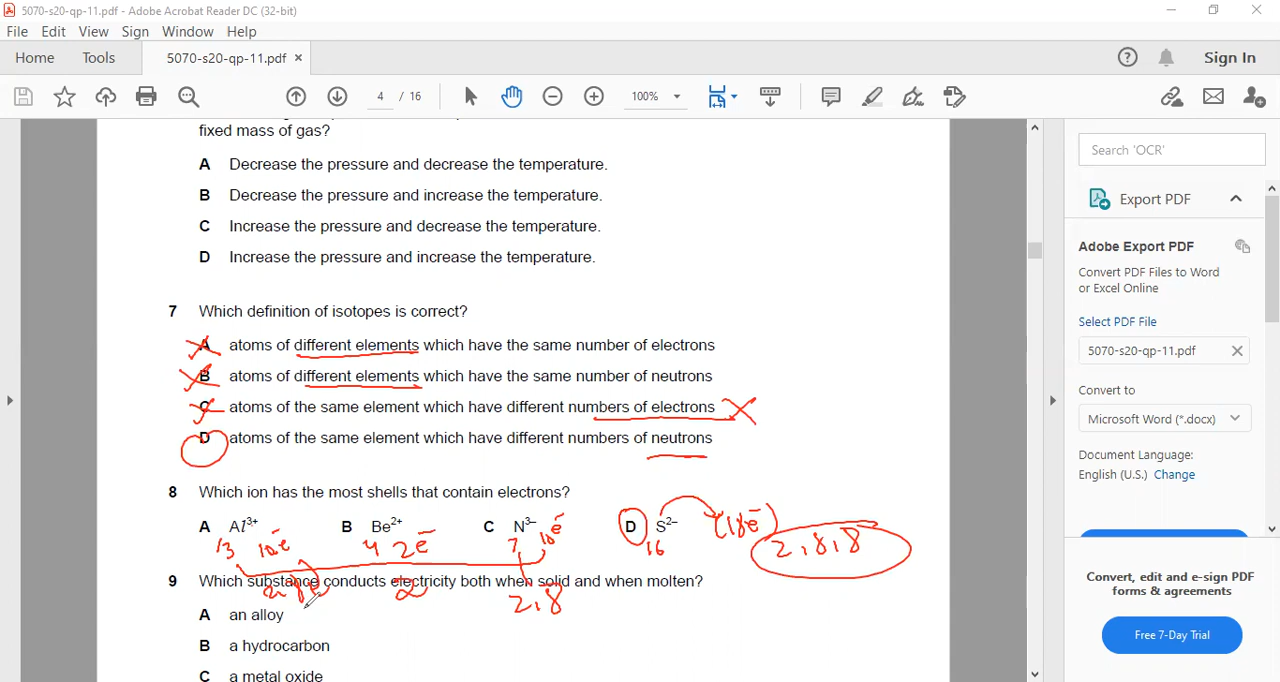 5070-s20-qp-11.pdf - Adobe Acrobat Reader DC (32-bit)
File Edit View Sign Window Help
Home Tools 5070-s20-qp-11.pdf × Sign In
4 / 16 100%
fixed mass of gas?
A Decrease the pressure and decrease the temperature.
B Decrease the pressure and increase the temperature.
C Increase the pressure and decrease the temperature.
D Increase the pressure and increase the temperature.
7 Which definition of isotopes is correct?
A atoms of different elements which have the same number of electrons
B atoms of different elements which have the same number of neutrons
C atoms of the same element which have different numbers of electrons
D atoms of the same element which have different numbers of neutrons
8 Which ion has the most shells that contain electrons?
A Al³⁺ B Be²⁺ C N³⁻ D S²⁻
13 10e̅ 4 2e̅ 7 10e̅ 16 (18e̅) 2,8,8
9 Which substance conducts electricity both when solid and when molten?
2,8 2 2,8
A an alloy
B a hydrocarbon
C a metal oxide
Search 'OCR'
Export PDF
Adobe Export PDF
Convert PDF Files to Word
or Excel Online
Select PDF File
5070-s20-qp-11.pdf
Convert to
Microsoft Word (*.docx)
Document Language:
English (U.S.) Change
Convert, edit and e-sign PDF
forms & agreements
Free 7-Day Trial